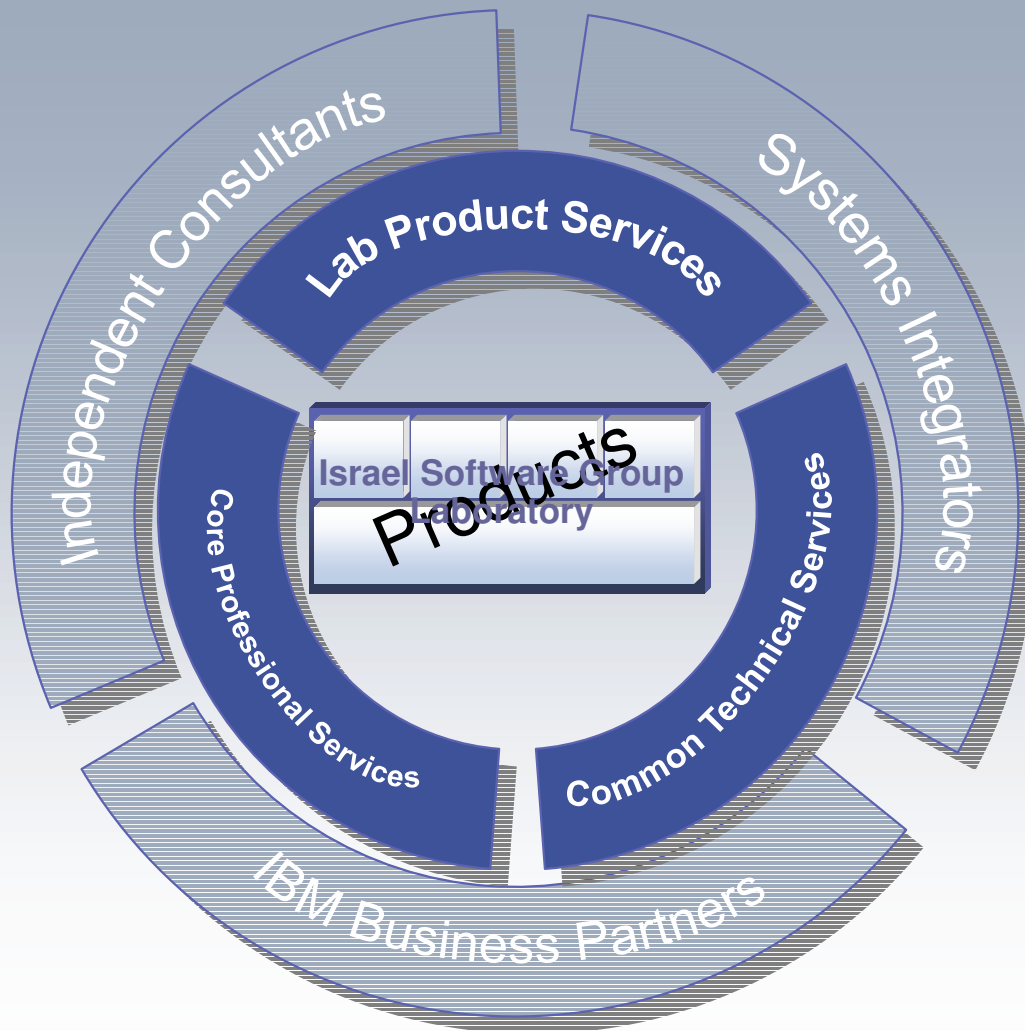 Independent Consultants
Systems Integrators
Lab Product Services
Products
Israel Software Group
Laboratory
Core Professional Services
Common Technical Services
IBM Business Partners